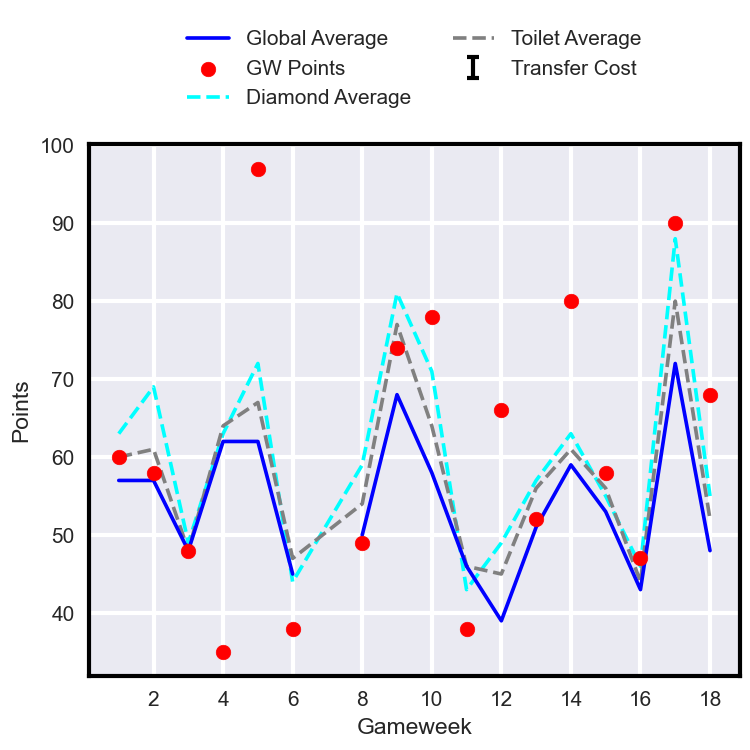 Global Average
GW Points
Diamond Average
Toilet Average
Transfer Cost
100
90
80
70
60
50
40
Points
2 4 6 8 10 12 14 16 18
Gameweek